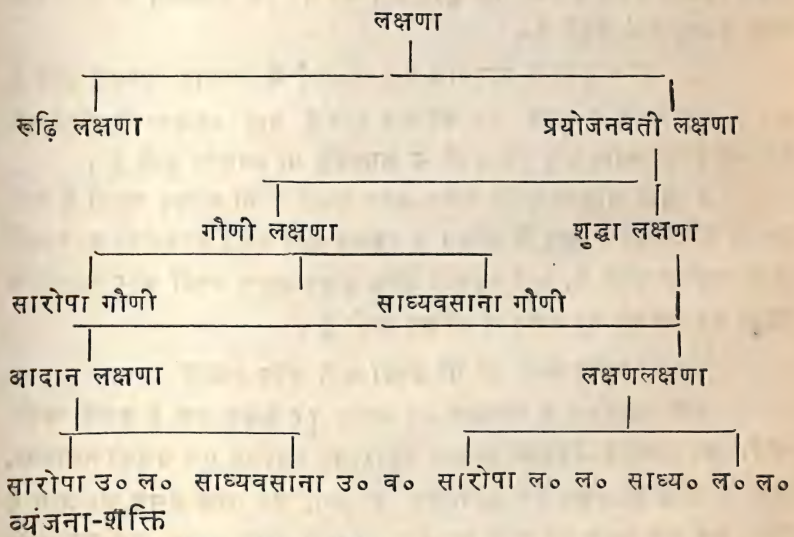 लक्षणा
रूढ़ि लक्षणा प्रयोजनवती लक्षणा
गौणी लक्षणा शुद्धा लक्षणा
सारोपा गौणी साध्यवसाना गौणी
आदान लक्षणा लक्षणलक्षणा
सारोपा उ० ल० साध्यवसाना उ० व० सारोपा ल० ल० साध्य० ल० ल०
व्यंजना-शक्ति